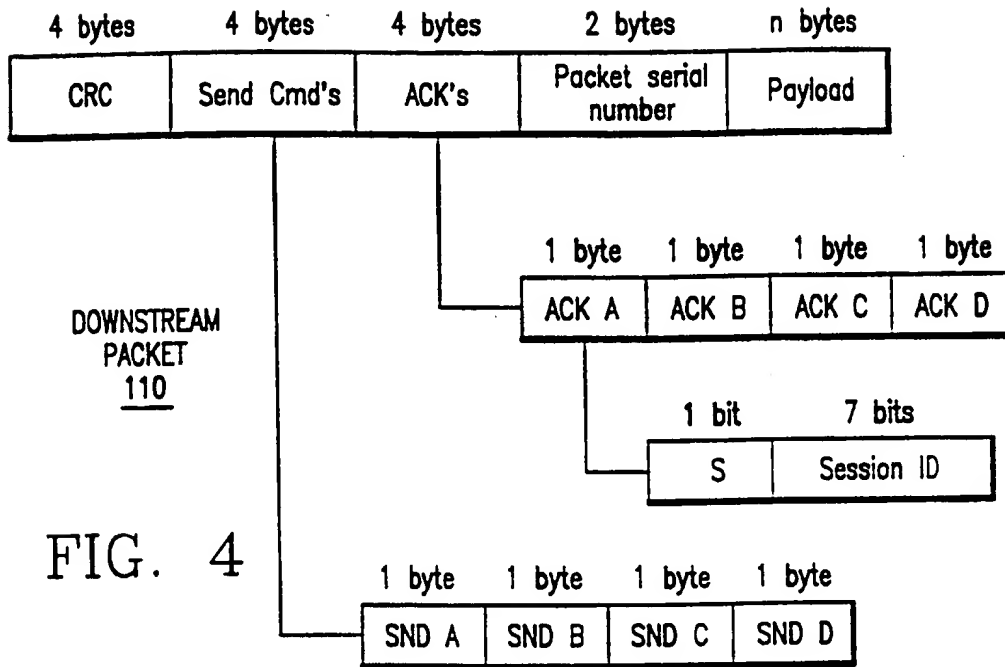 4 bytes 4 bytes 4 bytes 2 bytes n bytes
CRC Send Cmd's ACK's Packet serial number Payload
1 byte 1 byte 1 byte 1 byte
ACK A ACK B ACK C ACK D
DOWNSTREAM
PACKET
110
1 bit 7 bits
S Session ID
FIG. 4
1 byte 1 byte 1 byte 1 byte
SND A SND B SND C SND D